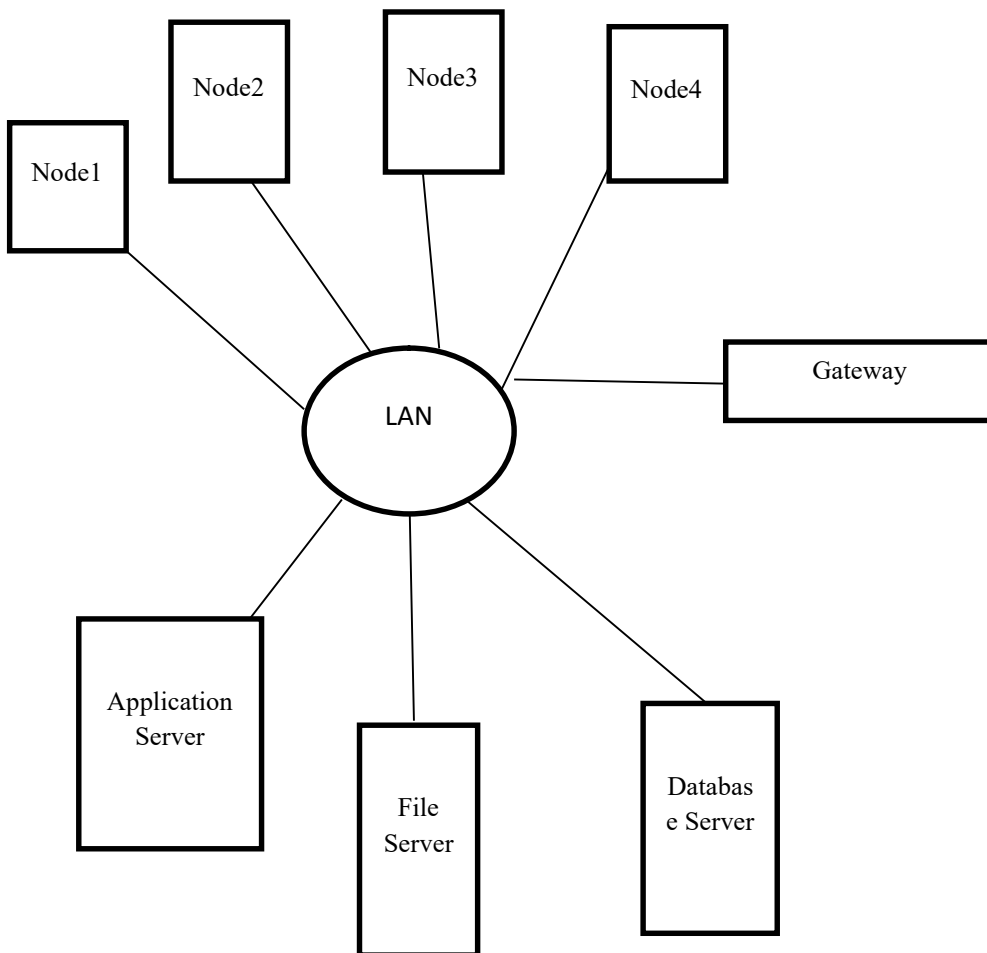 Node1
Node2
Node3
Node4
Gateway
LAN
Application
Server
File
Server
Databas
e Server